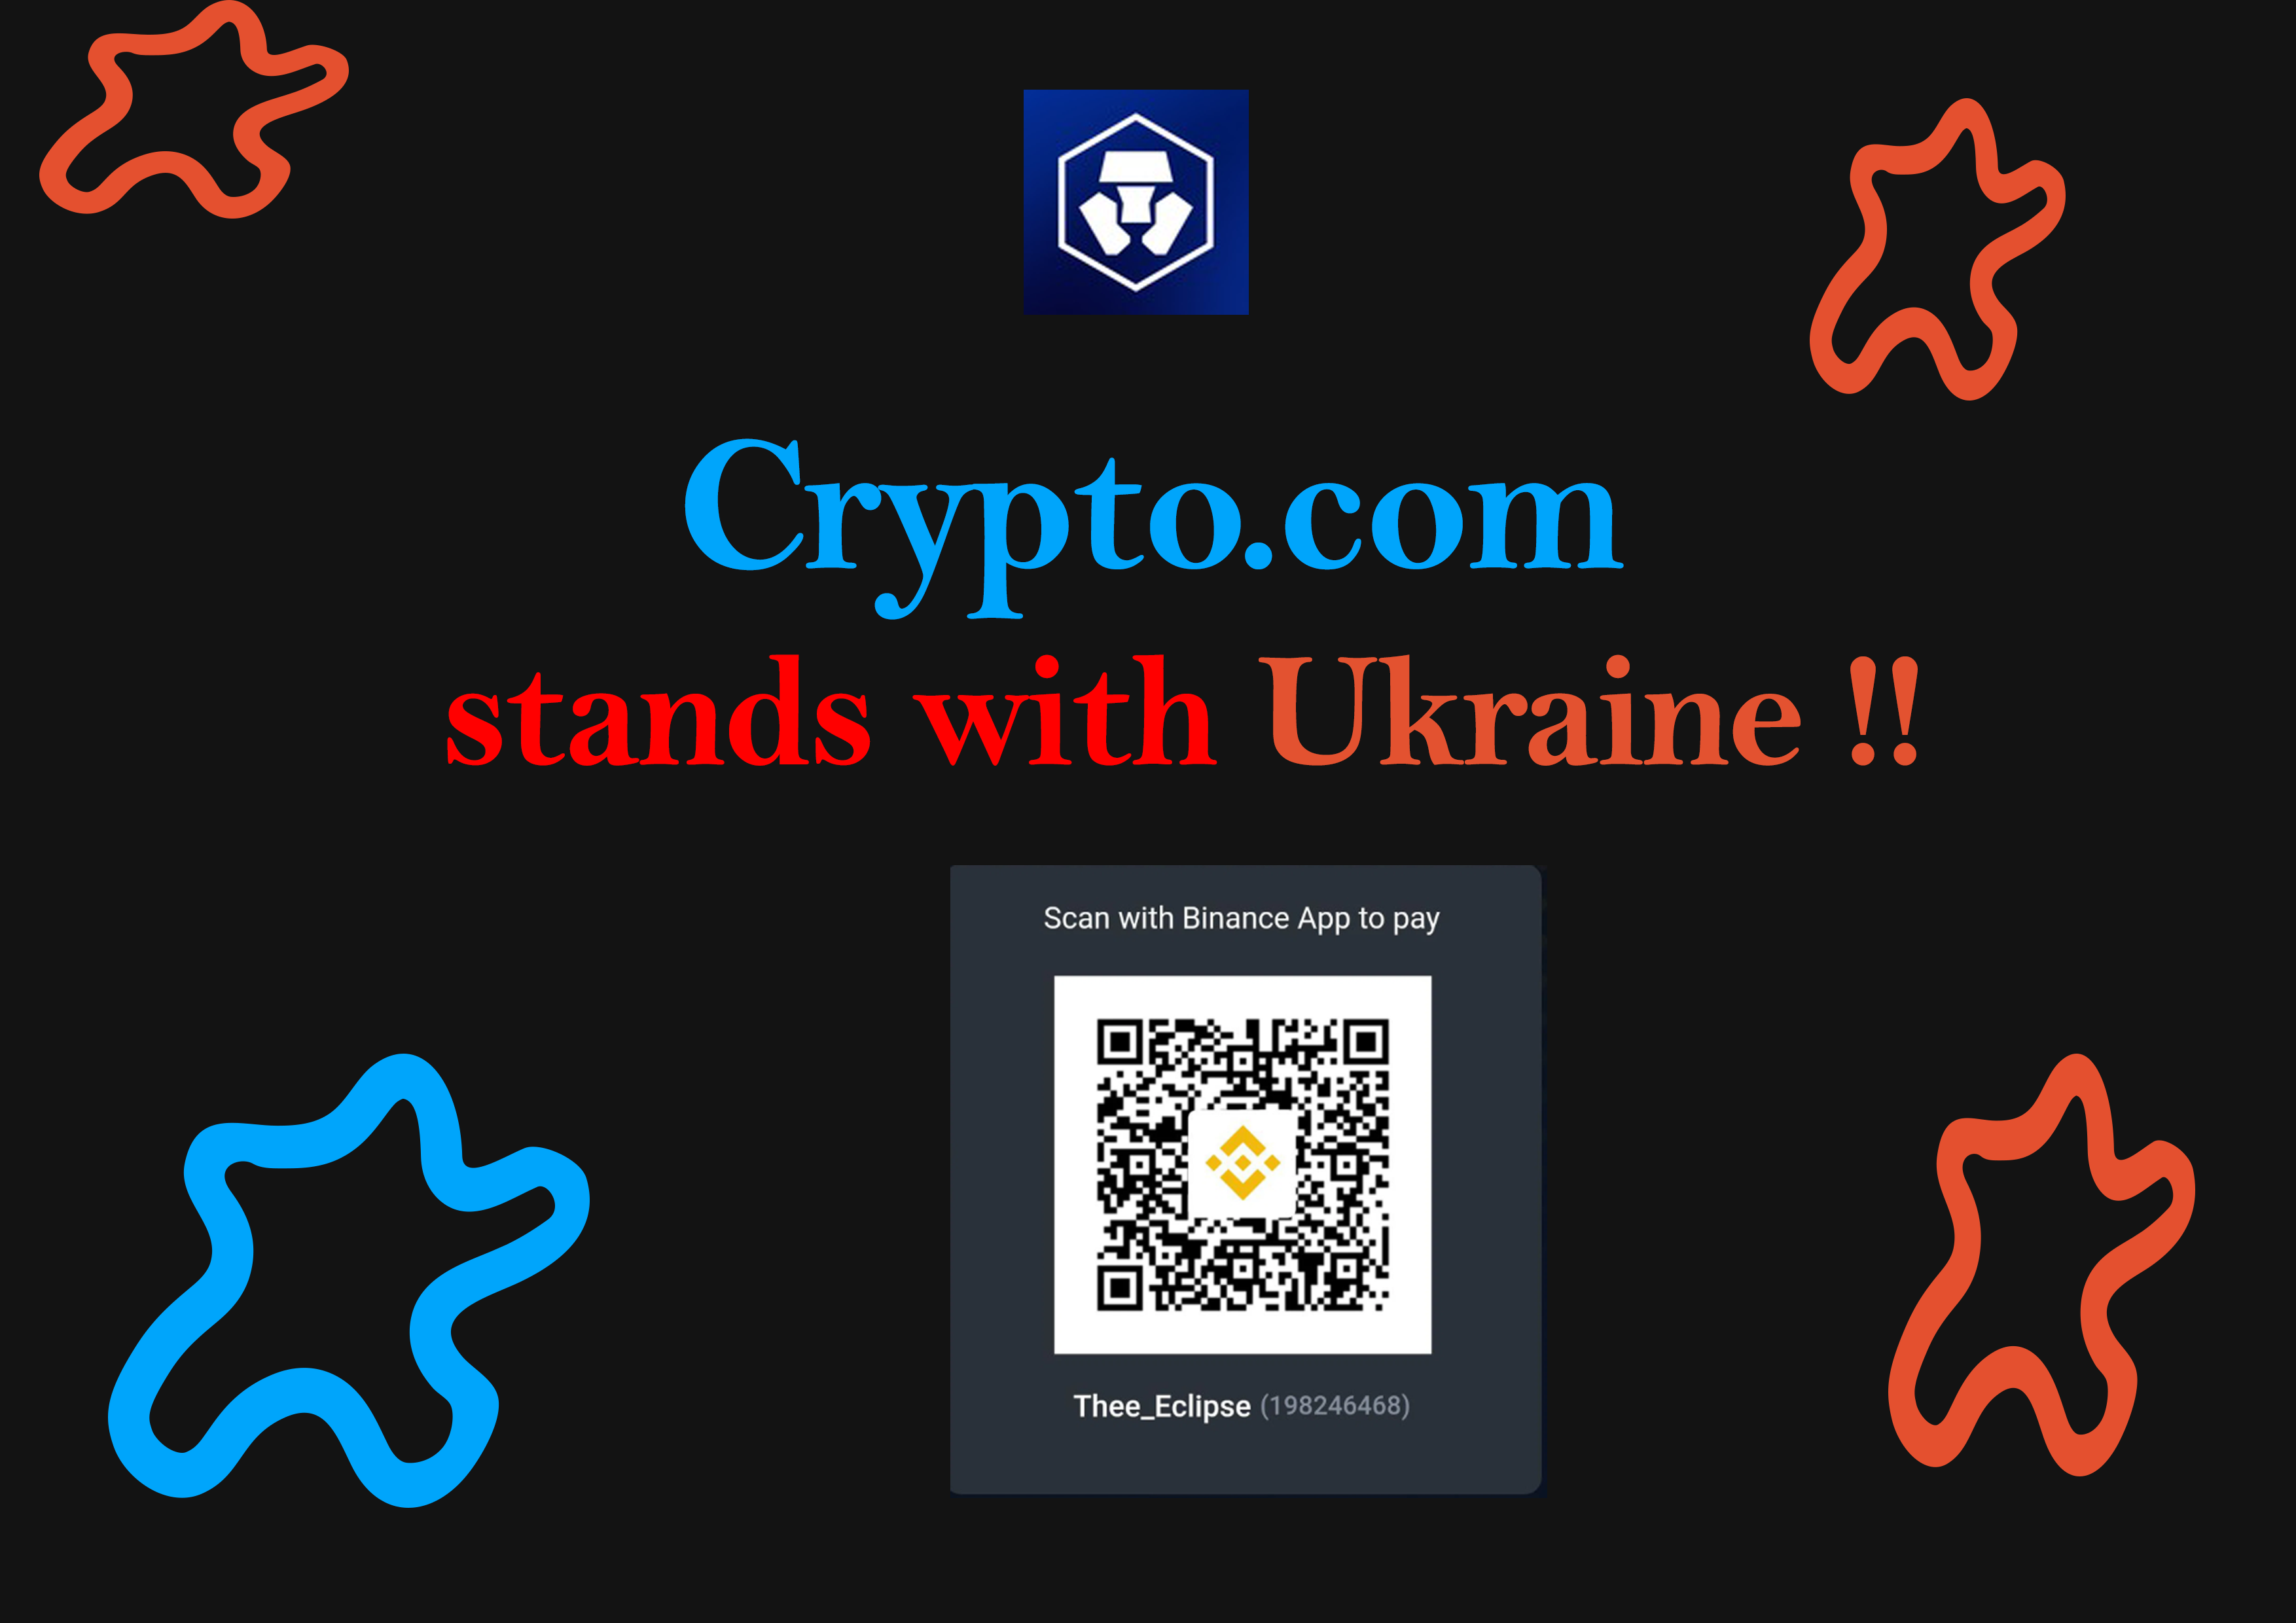 Crypto.com
stands with Ukraine !!
Scan with Binance App to pay
Thee_Eclipse (198246468)